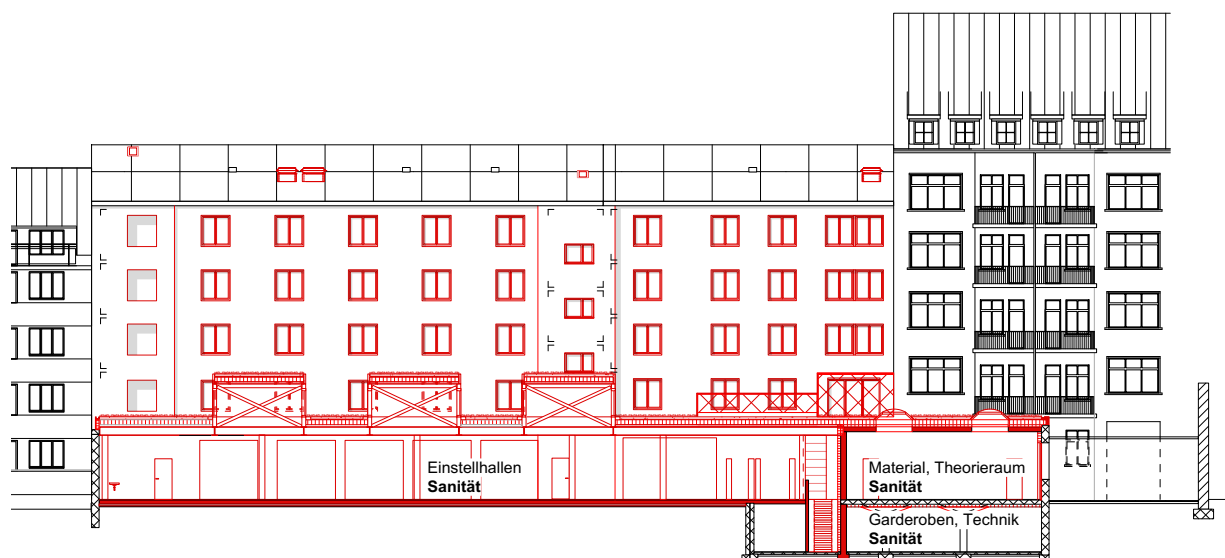 Einstellhallen
Sanität
Material, Theorieraum
Sanität
Garderoben, Technik
Sanität